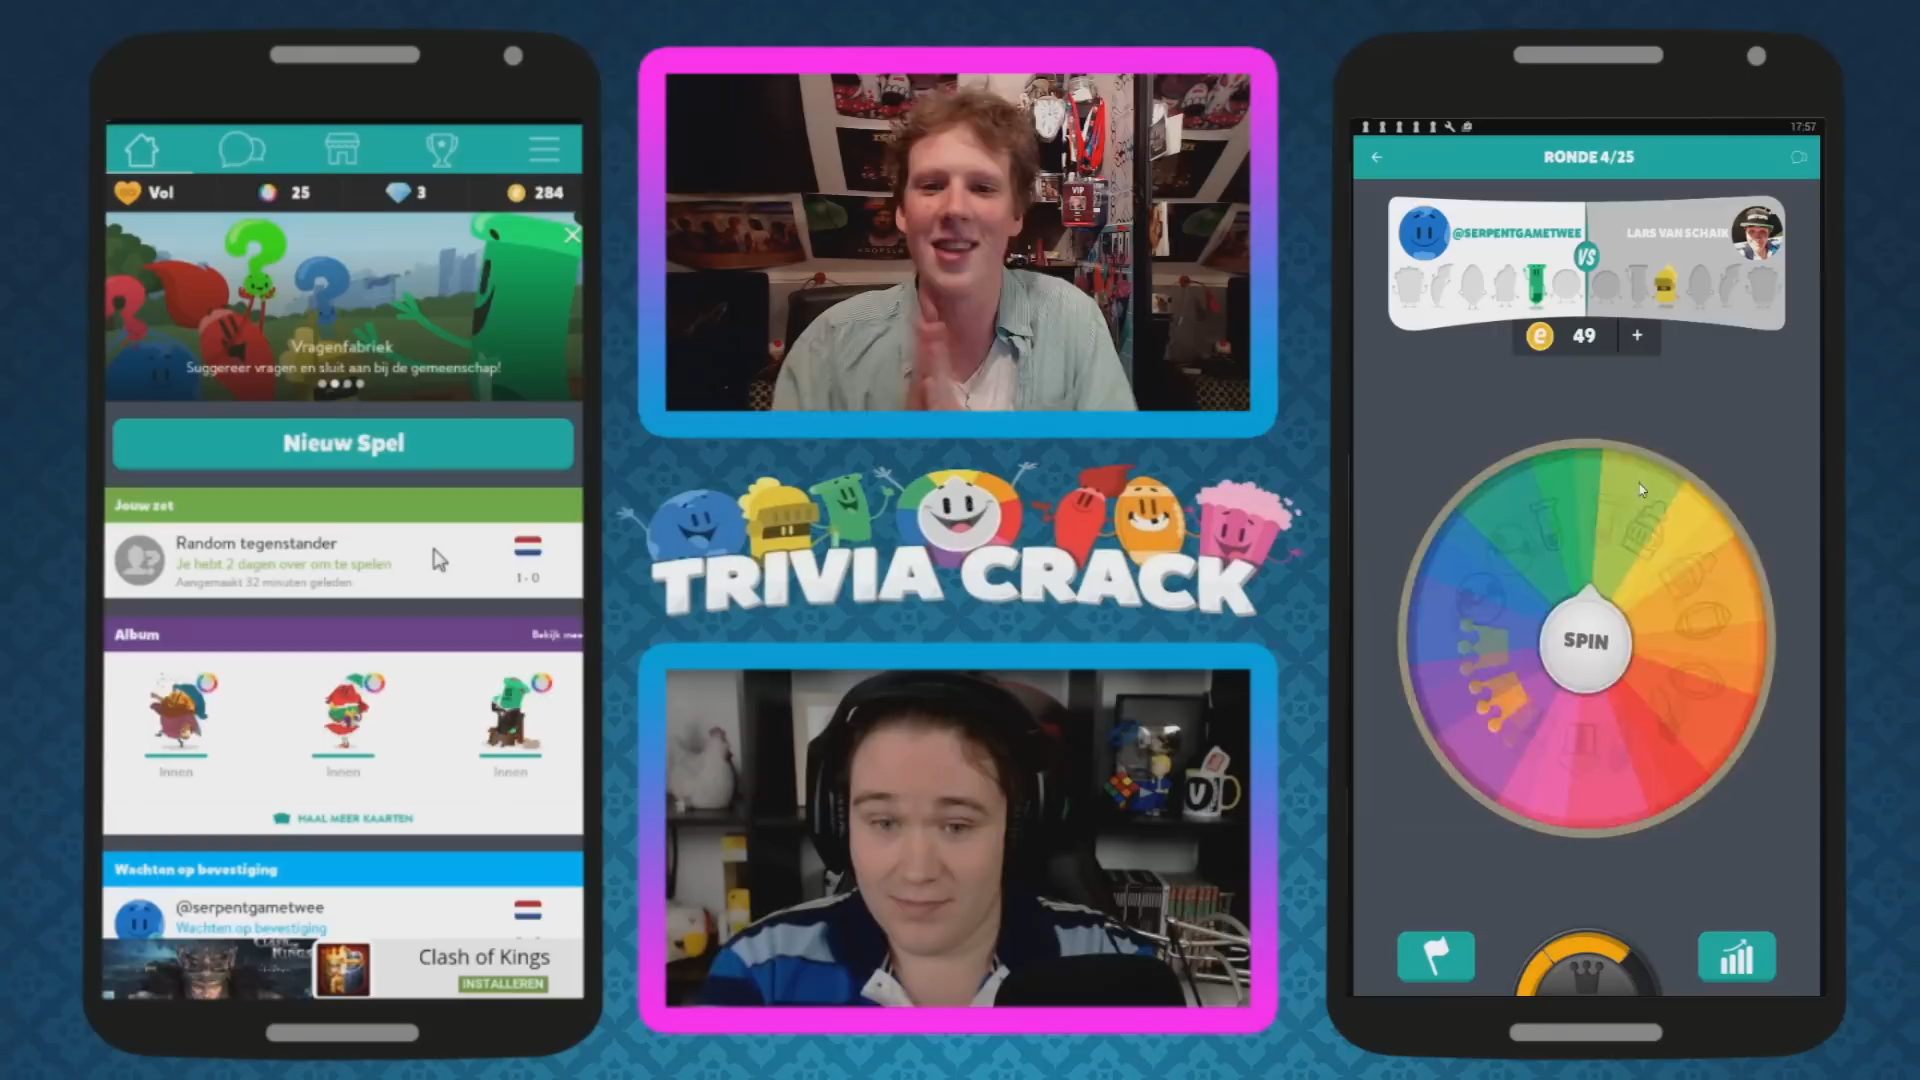 Vol
25
3
284
Vragenfabriek
Suggereer vragen en sluit aan bij de gemeenschap!
Nieuw Spel
Jouw zet
Random tegenstander
Je hebt 2 dagen over om te spelen
Aangemaakt 32 minuten geleden
1 - 0
Album
Bekijk mee
Innen
Innen
Innen
HAAL MEER KAARTEN
Wachten op bevestiging
@serpentgametwee
Wachten op bevestiging
Clash of Kings
INSTALLEREN
VIP
TRIVIA CRACK
17:57
RONDE 4/25
@SERPENTGAMETWEE
VS
LARS VAN SCHAIK
e
49
+
SPIN